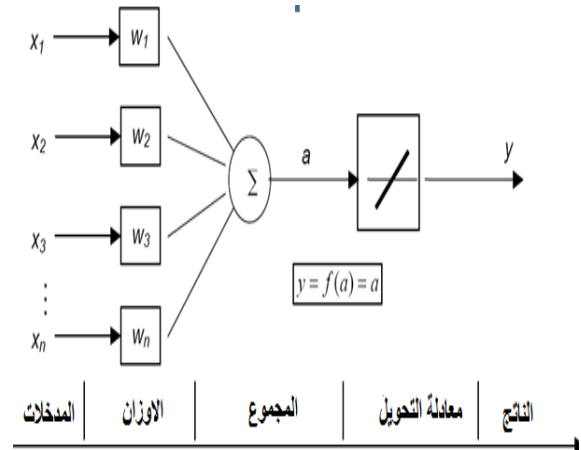 x1 w1
x2 w2
Σ a y
x3 w3
y = f(a) = a
⋮
xn wn
المدخلات الاوزان المجموع معادلة التحويل الناتج